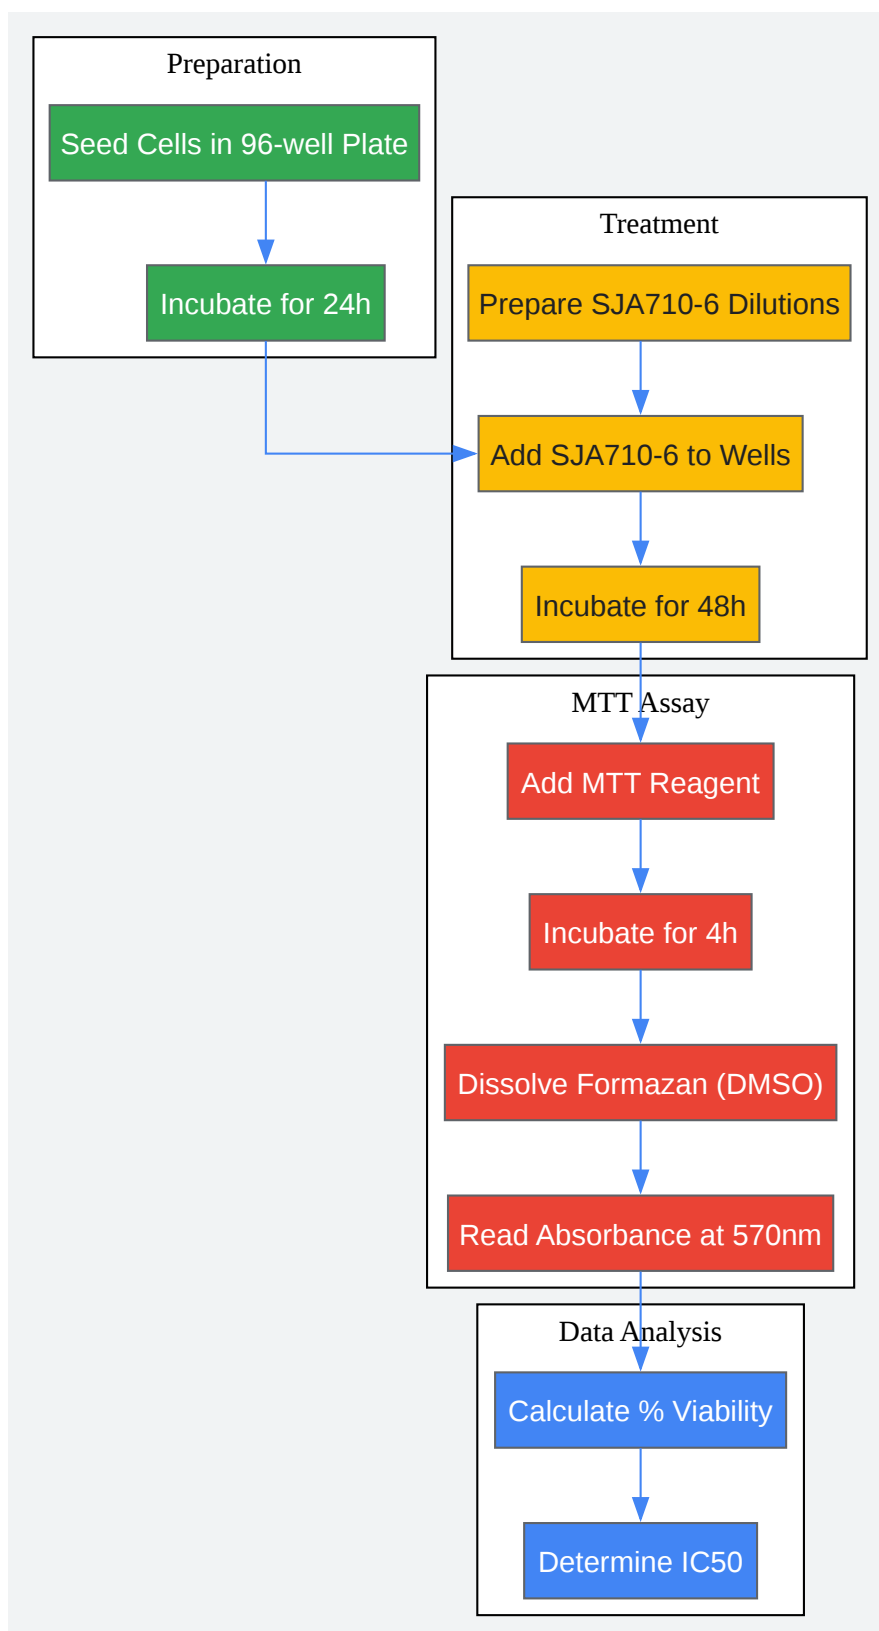 Preparation
Seed Cells in 96-well Plate
Incubate for 24h
Treatment
Prepare SJA710-6 Dilutions
Add SJA710-6 to Wells
Incubate for 48h
MTT Assay
Add MTT Reagent
Incubate for 4h
Dissolve Formazan (DMSO)
Read Absorbance at 570nm
Data Analysis
Calculate % Viability
Determine IC50